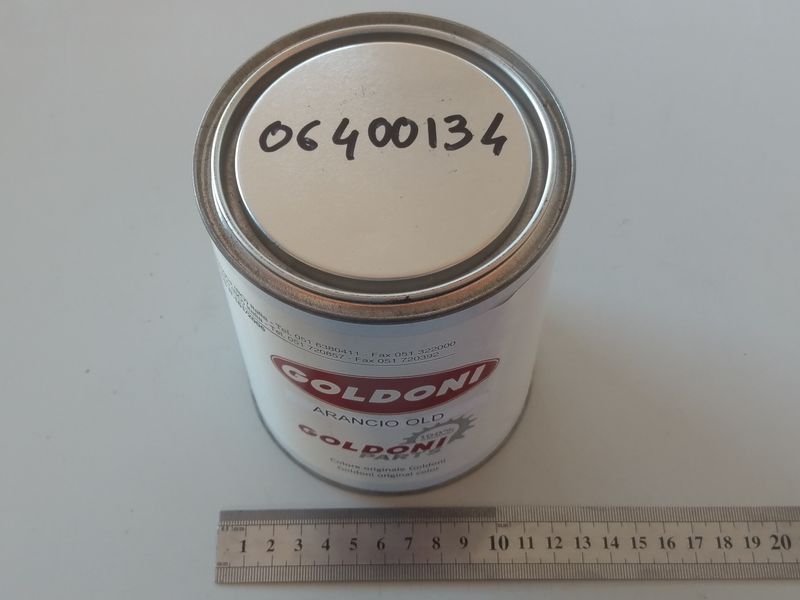 06400134
Tel. 051 6380411 - Fax 051 322000
Tel. 051 720857 - Fax 051 720392
GOLDONI
ARANCIO OLD
GOLDONI
100%
PARTS
Colore originale Goldoni
Goldoni original color
1 2 3 4 5 6 7 8 9 10 11 12 13 14 15 16 17 18 19 20